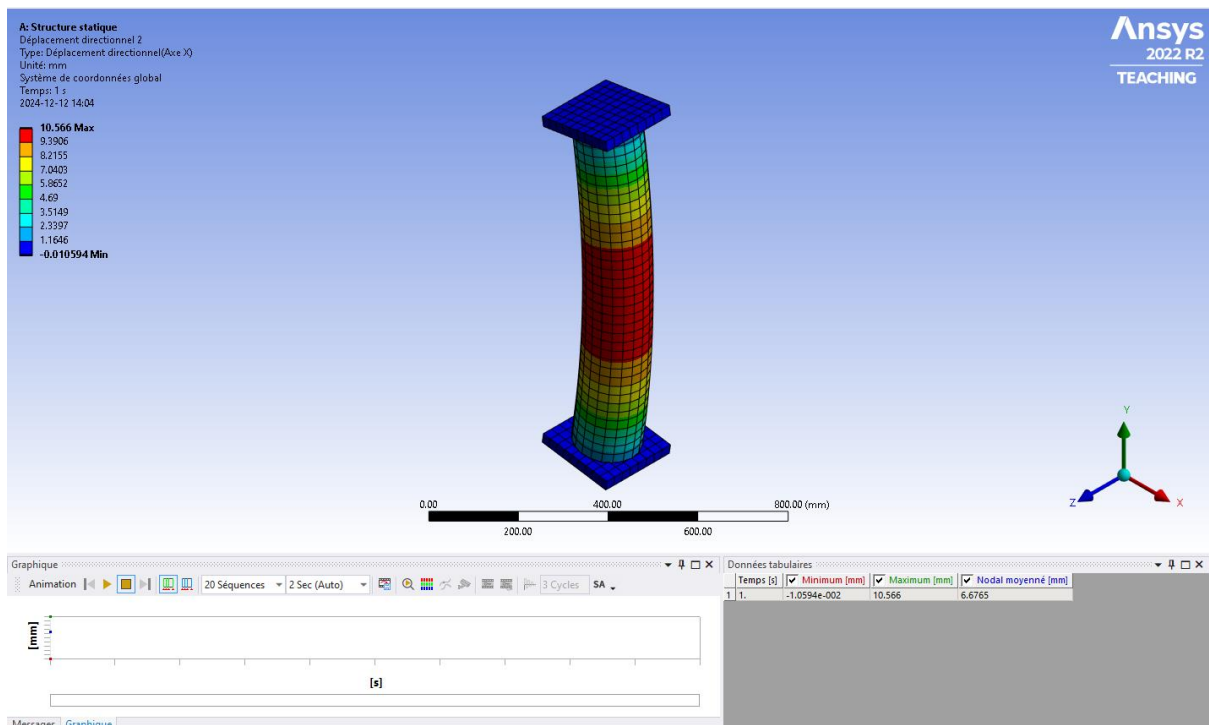 A: Structure statique
Déplacement directionnel 2
Type: Déplacement directionnel(Axe X)
Unité: mm
Système de coordonnées global
Temps: 1 s
2024-12-12 14:04
10.566 Max
9.3906
8.2155
7.0403
5.8652
4.69
3.5149
2.3397
1.1646
-0.010594 Min
Ansys
2022 R2
TEACHING
Y
Z
X
0.00 400.00 800.00 (mm)
200.00 600.00
Graphique
Animation 20 Séquences 2 Sec (Auto) 3 Cycles SA
[mm]
[s]
Messages Graphique
Données tabulaires
Temps [s] Minimum [mm] Maximum [mm] Nodal moyenné [mm]
1 1. -1.0594e-002 10.566 6.6765